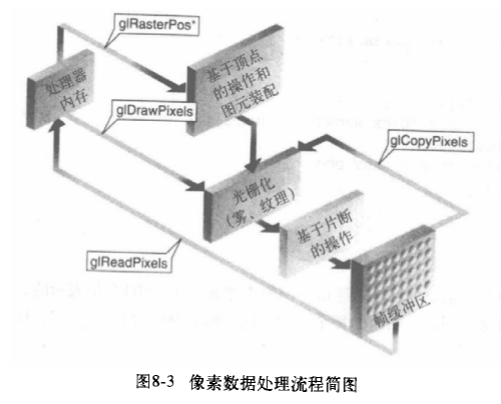 glRasterPos*
处理器
内存
基于顶点
的操作和
图元装配
glDrawPixels
glCopyPixels
光栅化
(雾、纹理)
基于片断
的操作
glReadPixels
帧缓冲区
图8-3 像素数据处理流程简图